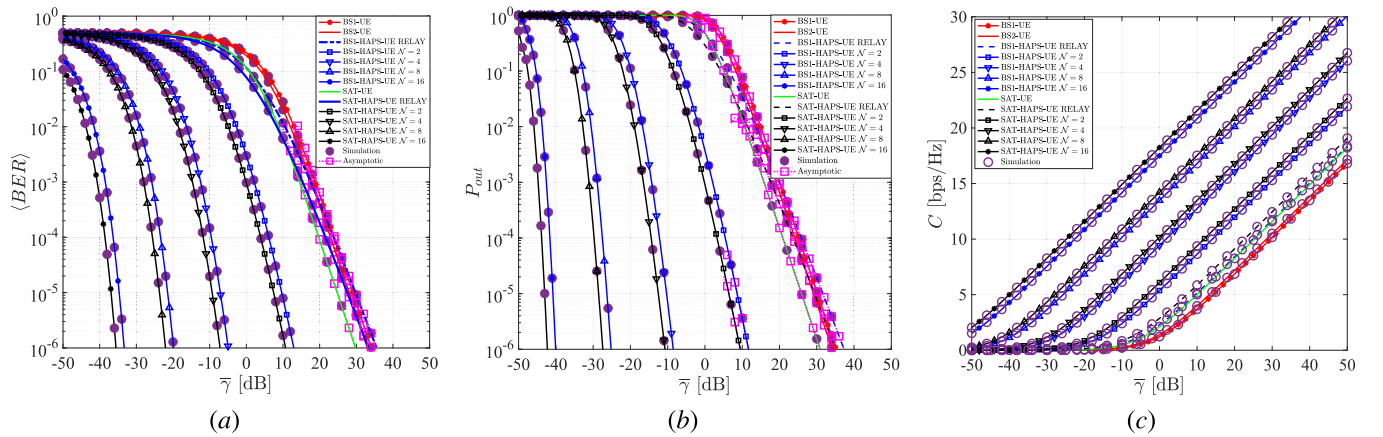 10^0
10^-1
10^-2
10^-3
10^-4
10^-5
10^-6
⟨BER⟩
-50 -40 -30 -20 -10 0 10 20 30 40 50
γ̅ [dB]
BS1-UE
BS2-UE
BS1-HAPS-UE RELAY
BS1-HAPS-UE 𝒩 = 2
BS1-HAPS-UE 𝒩 = 4
BS1-HAPS-UE 𝒩 = 8
BS1-HAPS-UE 𝒩 = 16
SAT-UE
SAT-HAPS-UE RELAY
SAT-HAPS-UE 𝒩 = 2
SAT-HAPS-UE 𝒩 = 4
SAT-HAPS-UE 𝒩 = 8
SAT-HAPS-UE 𝒩 = 16
Simulation
Asymptotic
(a)
10^0
10^-1
10^-2
10^-3
10^-4
10^-5
10^-6
P_out
-50 -40 -30 -20 -10 0 10 20 30 40 50
γ̅ [dB]
BS1-UE
BS2-UE
BS1-HAPS-UE RELAY
BS1-HAPS-UE 𝒩 = 2
BS1-HAPS-UE 𝒩 = 4
BS1-HAPS-UE 𝒩 = 8
BS1-HAPS-UE 𝒩 = 16
SAT-UE
SAT-HAPS-UE RELAY
SAT-HAPS-UE 𝒩 = 2
SAT-HAPS-UE 𝒩 = 4
SAT-HAPS-UE 𝒩 = 8
SAT-HAPS-UE 𝒩 = 16
Simulation
Asymptotic
(b)
30
25
20
15
10
5
0
C [bps/Hz]
-50 -40 -30 -20 -10 0 10 20 30 40 50
γ̅ [dB]
BS1-UE
BS2-UE
BS1-HAPS-UE RELAY
BS1-HAPS-UE 𝒩 = 2
BS1-HAPS-UE 𝒩 = 4
BS1-HAPS-UE 𝒩 = 8
BS1-HAPS-UE 𝒩 = 16
SAT-UE
SAT-HAPS-UE RELAY
SAT-HAPS-UE 𝒩 = 2
SAT-HAPS-UE 𝒩 = 4
SAT-HAPS-UE 𝒩 = 8
SAT-HAPS-UE 𝒩 = 16
Simulation
(c)